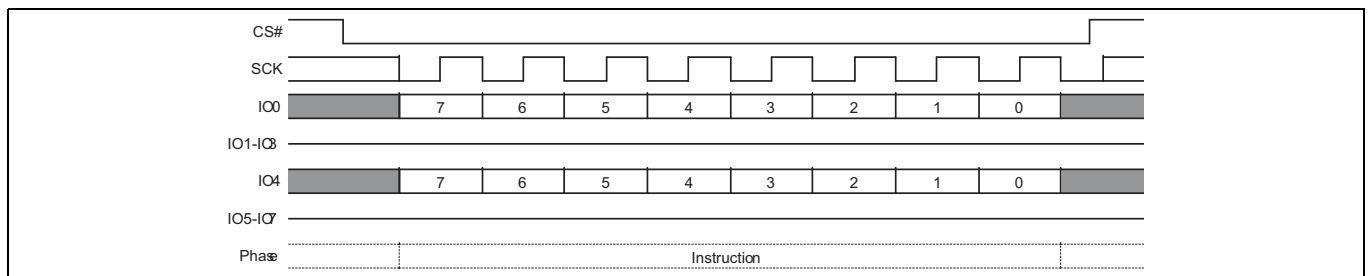 CS#
SCK
IO0 7 6 5 4 3 2 1 0
IO1-IO3
IO4 7 6 5 4 3 2 1 0
IO5-IO7
Phase Instruction